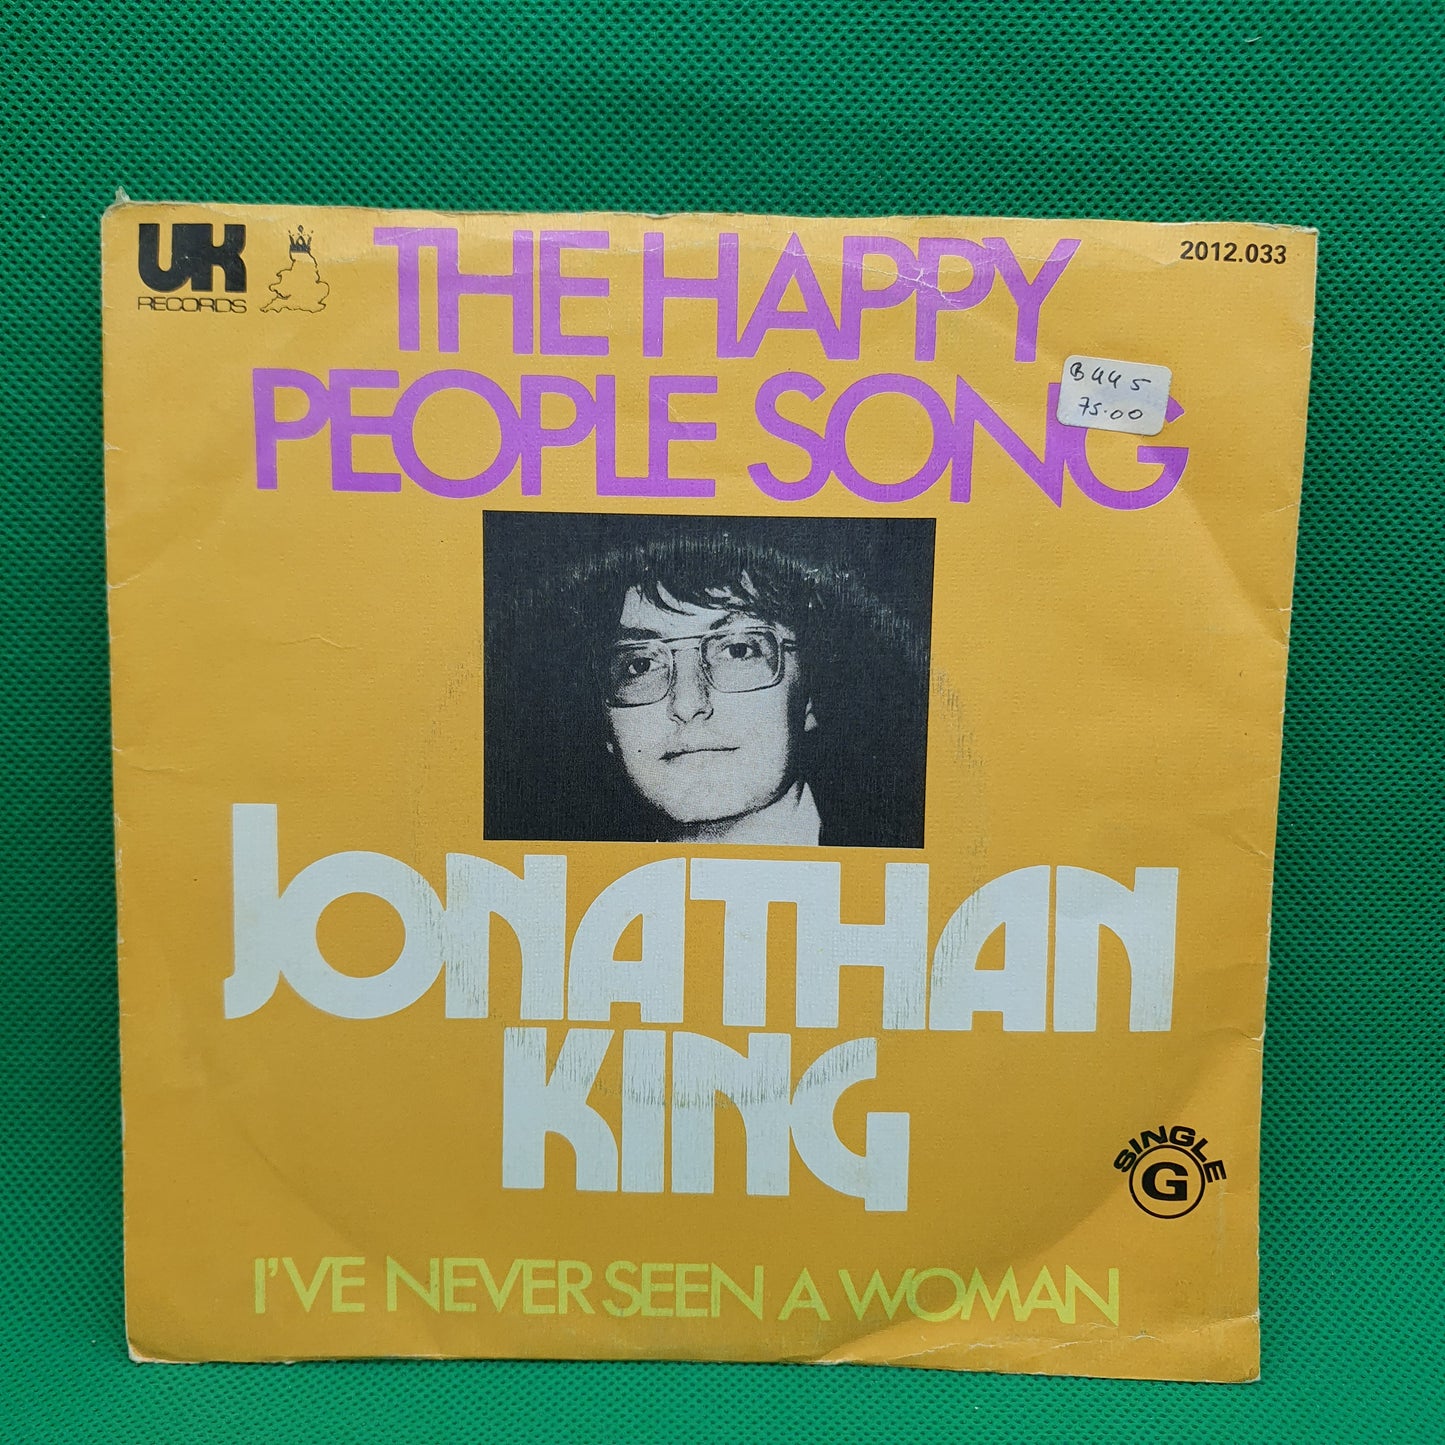 UK
RECORDS
2012.033
THE HAPPY
PEOPLE SONG
B445
75.00
JONATHAN
KING
SINGLE
G
I'VE NEVER SEEN A WOMAN